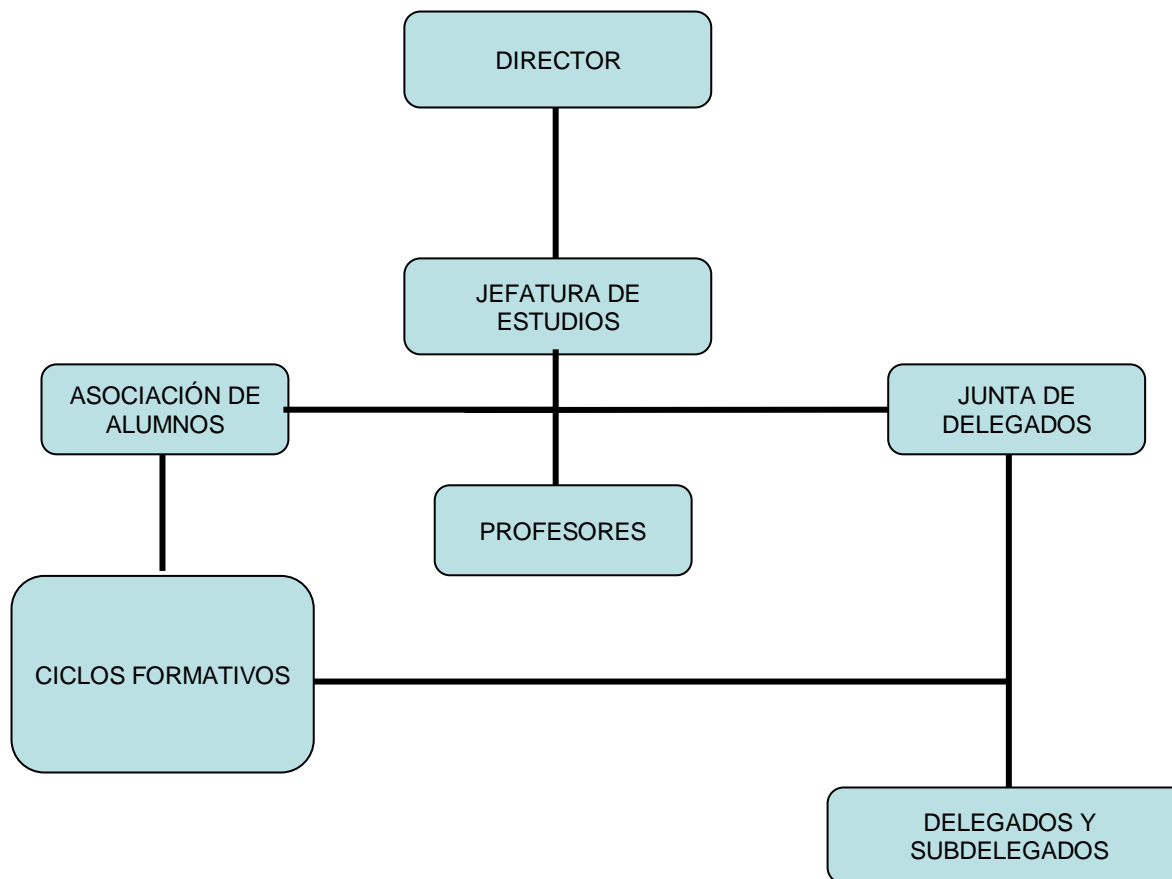 DIRECTOR
JEFATURA DE
ESTUDIOS
ASOCIACIÓN DE
ALUMNOS
JUNTA DE
DELEGADOS
PROFESORES
CICLOS FORMATIVOS
DELEGADOS Y
SUBDELEGADOS